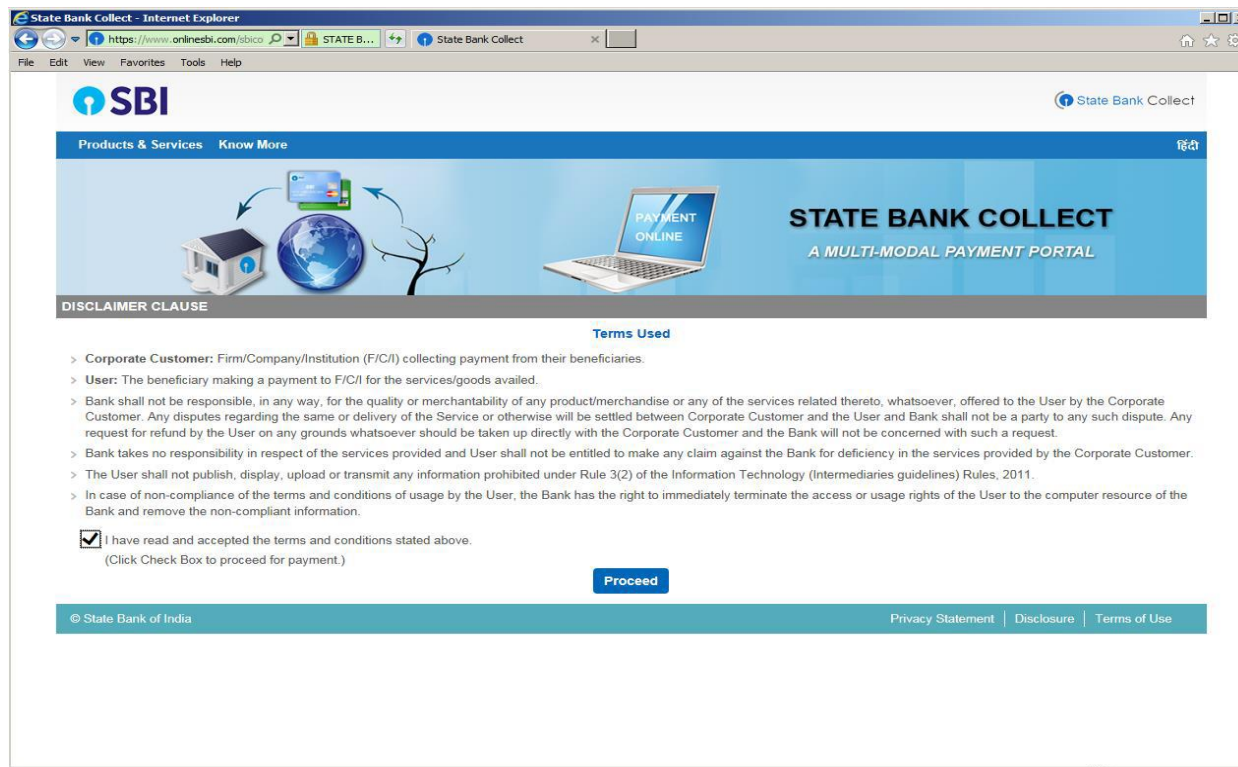 State Bank Collect - Internet Explorer
https://www.onlinesbi.com/sbico STATE B... State Bank Collect
File Edit View Favorites Tools Help
SBI
State Bank Collect
Products & Services Know More हिंदी
PAYMENT
ONLINE
STATE BANK COLLECT
A MULTI-MODAL PAYMENT PORTAL
DISCLAIMER CLAUSE
Terms Used
> Corporate Customer: Firm/Company/Institution (F/C/I) collecting payment from their beneficiaries.
> User: The beneficiary making a payment to F/C/I for the services/goods availed.
> Bank shall not be responsible, in any way, for the quality or merchantability of any product/merchandise or any of the services related thereto, whatsoever, offered to the User by the Corporate
Customer. Any disputes regarding the same or delivery of the Service or otherwise will be settled between Corporate Customer and the User and Bank shall not be a party to any such dispute. Any
request for refund by the User on any grounds whatsoever should be taken up directly with the Corporate Customer and the Bank will not be concerned with such a request.
> Bank takes no responsibility in respect of the services provided and User shall not be entitled to make any claim against the Bank for deficiency in the services provided by the Corporate Customer.
> The User shall not publish, display, upload or transmit any information prohibited under Rule 3(2) of the Information Technology (Intermediaries guidelines) Rules, 2011.
> In case of non-compliance of the terms and conditions of usage by the User, the Bank has the right to immediately terminate the access or usage rights of the User to the computer resource of the
Bank and remove the non-compliant information.
I have read and accepted the terms and conditions stated above.
(Click Check Box to proceed for payment.)
Proceed
© State Bank of India
Privacy Statement | Disclosure | Terms of Use